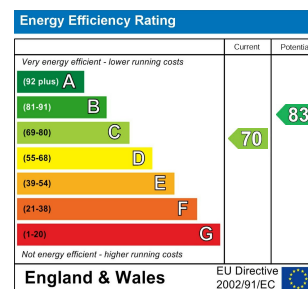 Energy Efficiency Rating
Current Potentia
Very energy efficient - lower running costs
(92 plus) A
(81-91) B
83
(69-80) C
70
(55-68) D
(39-54) E
(21-38) F
(1-20) G
Not energy efficient - higher running costs
England & Wales
EU Directive
2002/91/EC